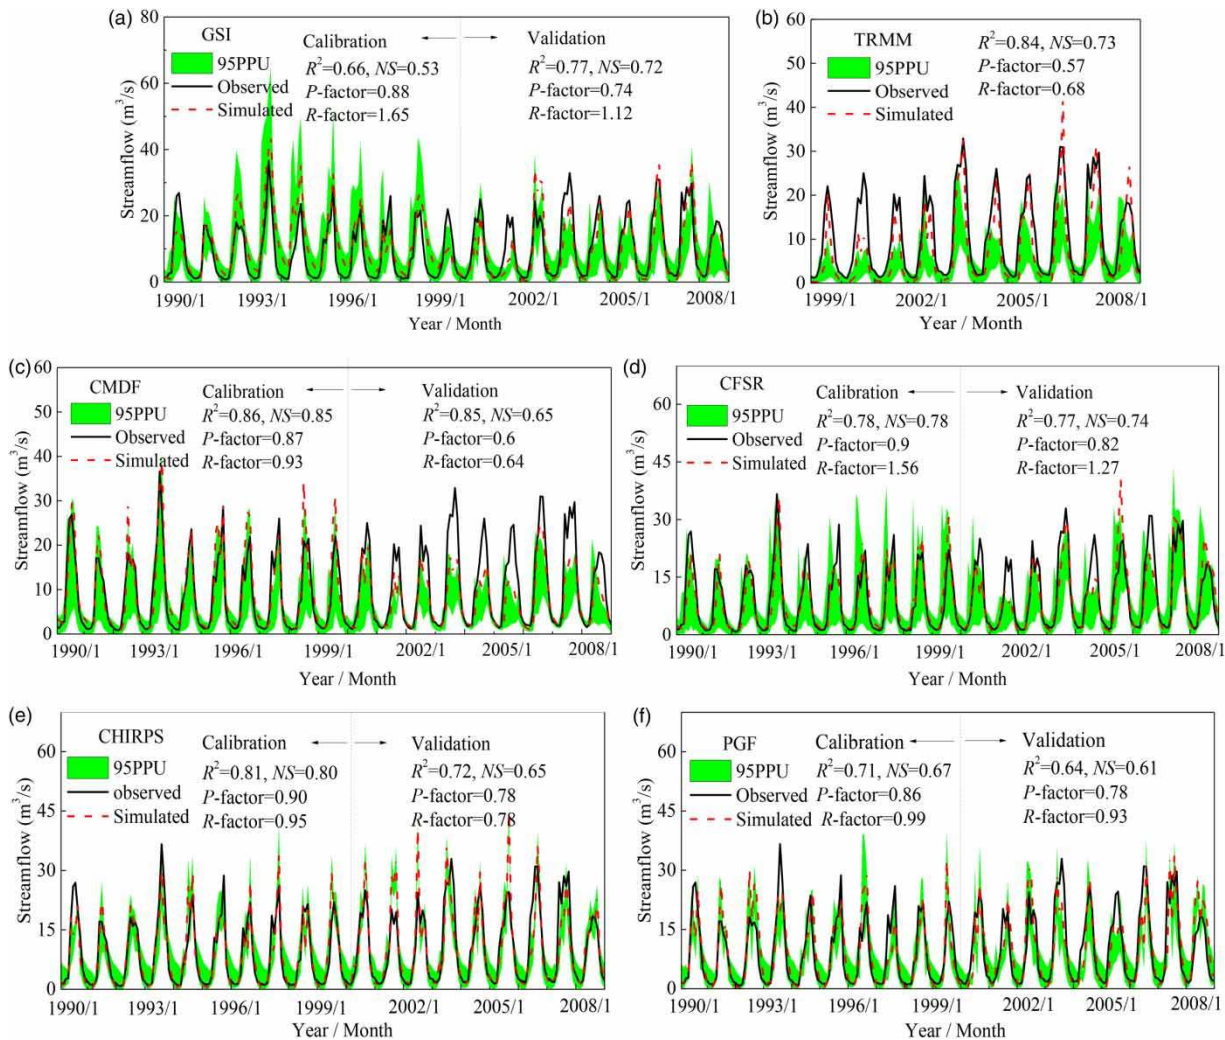 (a)
80
60
40
20
0
Streamflow (m³/s)
GSI
95PPU
Observed
Simulated
Calibration
R²=0.66, NS=0.53
P-factor=0.88
R-factor=1.65
Validation
R²=0.77, NS=0.72
P-factor=0.74
R-factor=1.12
1990/1 1993/1 1996/1 1999/1 2002/1 2005/1 2008/1
Year / Month
(b)
60
50
40
30
20
10
0
Streamflow (m³/s)
TRMM
95PPU
Observed
Simulated
R²=0.84, NS=0.73
P-factor=0.57
R-factor=0.68
1999/1 2002/1 2005/1 2008/1
Year / Month
(c)
60
50
40
30
20
10
0
Streamflow (m³/s)
CMDF
95PPU
Observed
Simulated
Calibration
R²=0.86, NS=0.85
P-factor=0.87
R-factor=0.93
Validation
R²=0.85, NS=0.65
P-factor=0.6
R-factor=0.64
1990/1 1993/1 1996/1 1999/1 2002/1 2005/1 2008/1
Year / Month
(d)
60
45
30
15
0
Streamflow (m³/s)
CFSR
95PPU
Observed
Simulated
Calibration
R²=0.78, NS=0.78
P-factor=0.9
R-factor=1.56
Validation
R²=0.77, NS=0.74
P-factor=0.82
R-factor=1.27
1990/1 1993/1 1996/1 1999/1 2002/1 2005/1 2008/1
Year / Month
(e)
60
45
30
15
0
Streamflow (m³/s)
CHIRPS
95PPU
observed
Simulated
Calibration
R²=0.81, NS=0.80
P-factor=0.90
R-factor=0.95
Validation
R²=0.72, NS=0.65
P-factor=0.78
R-factor=0.78
1990/1 1993/1 1996/1 1999/1 2002/1 2005/1 2008/1
Year / Month
(f)
60
45
30
15
0
Streamflow (m³/s)
PGF
95PPU
Observed
Simulated
Calibration
R²=0.71, NS=0.67
P-factor=0.86
R-factor=0.99
Validation
R²=0.64, NS=0.61
P-factor=0.78
R-factor=0.93
1990/1 1993/1 1996/1 1999/1 2002/1 2005/1 2008/1
Year / Month